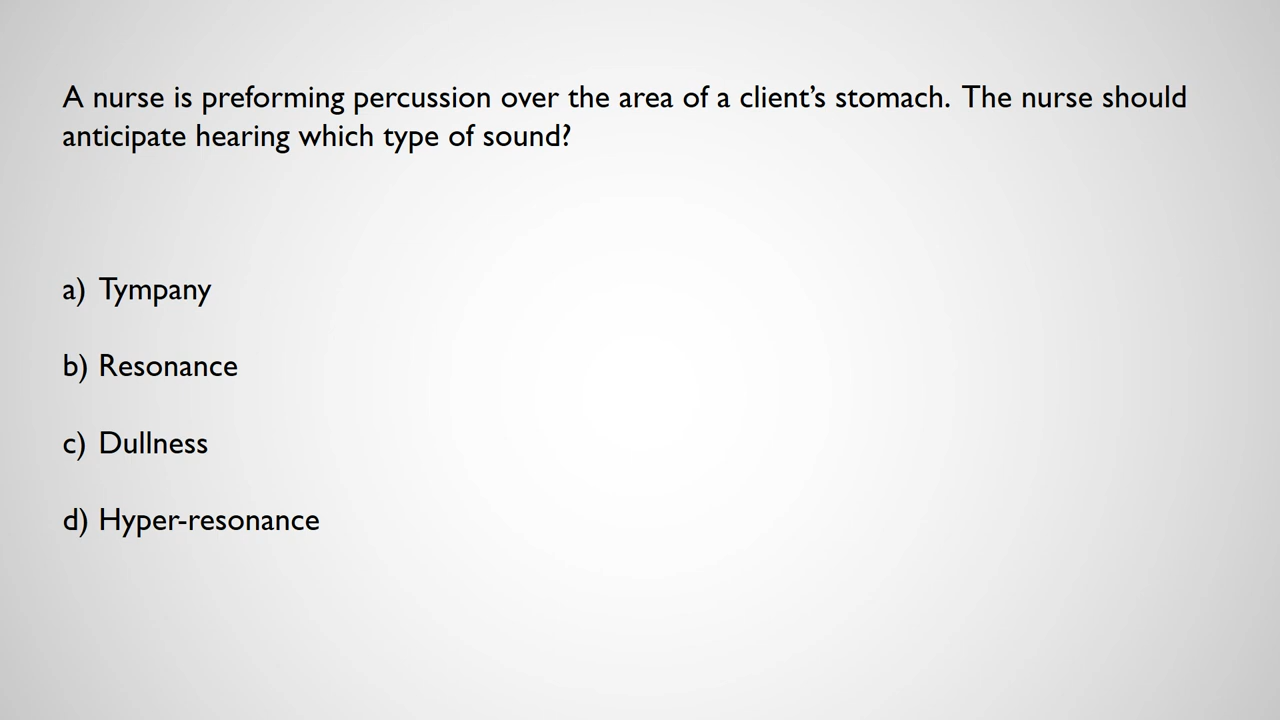 A nurse is preforming percussion over the area of a client’s stomach. The nurse should
anticipate hearing which type of sound?
a) Tympany
b) Resonance
c) Dullness
d) Hyper-resonance